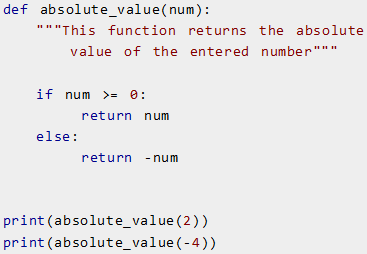 def absolute_value(num):
    """This function returns the absolute
    value of the entered number"""
    if num >= 0:
        return num
    else:
        return -num
print(absolute_value(2))
print(absolute_value(-4))